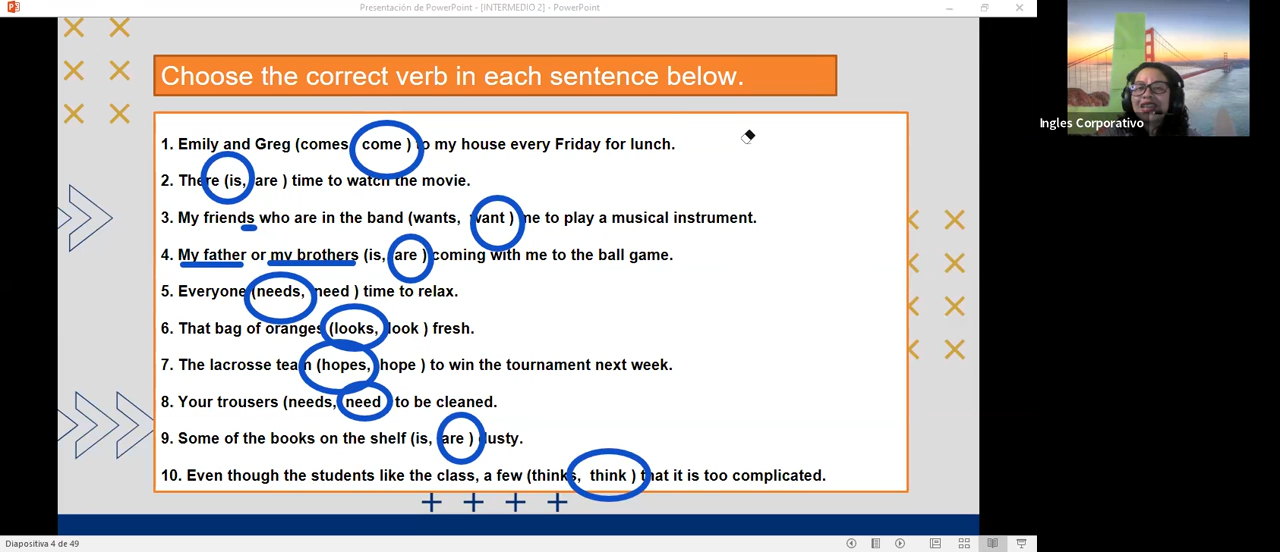 Presentación de PowerPoint - [INTERMEDIO 2] - PowerPoint
Choose the correct verb in each sentence below.
1. Emily and Greg (comes, come ) to my house every Friday for lunch.
2. There (is, are ) time to watch the movie.
3. My friends who are in the band (wants, want ) me to play a musical instrument.
4. My father or my brothers (is, are ) coming with me to the ball game.
5. Everyone (needs, need ) time to relax.
6. That bag of oranges (looks, look ) fresh.
7. The lacrosse team (hopes, hope ) to win the tournament next week.
8. Your trousers (needs, need ) to be cleaned.
9. Some of the books on the shelf (is, are ) dusty.
10. Even though the students like the class, a few (thinks, think ) that it is too complicated.
Ingles Corporativo
Diapositiva 4 de 49